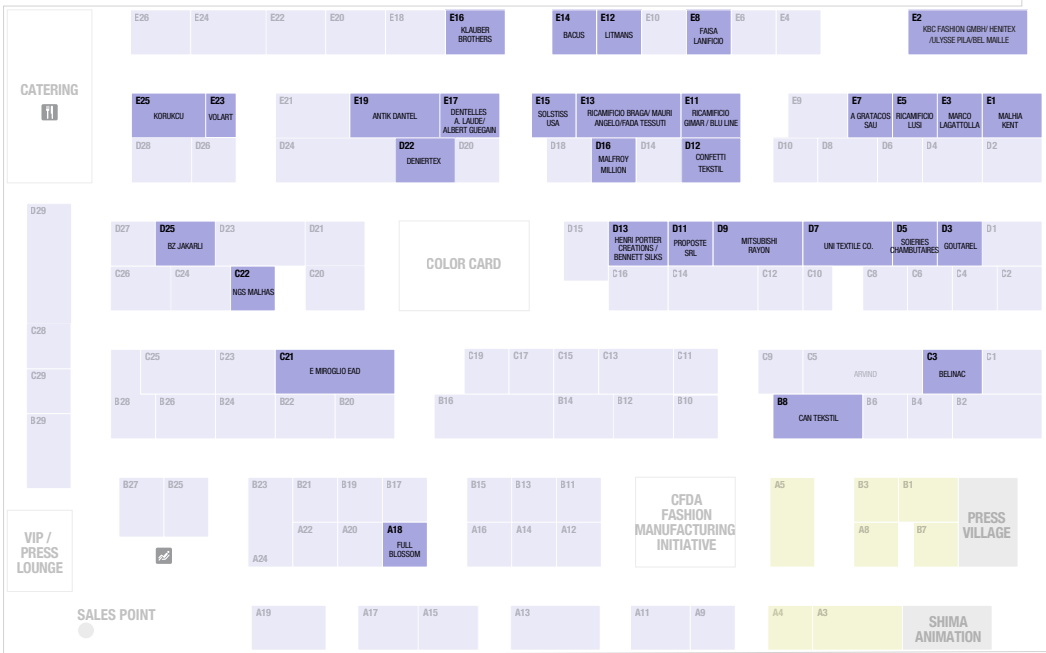 E26 E24 E22 E20 E18 E16 E14 E12 E10 E8 E6 E4 E2
KLAUBER
BROTHERS
BACUS
LITMANS
FAISA
LANIFICIO
KBC FASHION GMBH/ HENITEX
/ULYSSE PILA/BEL MAILLE
CATERING
E25 E23 E21 E19 E17 E15 E13 E11 E9 E7 E5 E3 E1
KORUKCU
VOLART
ANTIK DANTEL
DENTELLES
A. LAUDE/
ALBERT GUEGAIN
SOLSTISS
USA
RICAMIFICIO BRAGA/ MAURI
ANGELO/FADA TESSUTI
RICAMIFICIO
GIMAR / BLU LINE
A GRATACOS
SAU
RICAMIFICIO
LUSI
MARCO
LAGATTOLLA
MALHIA
KENT
D28 D26 D24 D22 D20 D18 D16 D14 D12 D10 D8 D6 D4 D2
DENIERTEX
MALFROY
MILLION
CONFETTI
TEKSTIL
D29
D27 D25 D23 D21 D15 D13 D11 D9 D7 D5 D3 D1
BZ JAKARLI
HENRI PORTIER
CREATIONS /
BENNETT SILKS
PROPOSTE
SRL
MITSUBISHI
RAYON
UNI TEXTILE CO.
SOIERIES
CHAMBUTAIRES
GOUTAREL
COLOR CARD
C26 C24 C22 C20 C16 C14 C12 C10 C8 C6 C4 C2
NGS MALHAS
C28
C25 C23 C21 C19 C17 C15 C13 C11 C9 C5 C3 C1
E MIROGLIO EAD
ARVIND
BELINAC
C29
B28 B26 B24 B22 B20 B16 B14 B12 B10 B8 B6 B4 B2
CAN TEKSTIL
B29
B27 B25 B23 B21 B19 B17 B15 B13 B11 A5 B3 B1
CFDA
FASHION
MANUFACTURING
INITIATIVE
PRESS
VILLAGE
A24 A22 A20 A18 A16 A14 A12 A8 B7
FULL
BLOSSOM
VIP /
PRESS
LOUNGE
SALES POINT
A19 A17 A15 A13 A11 A9 A4 A3
SHIMA
ANIMATION